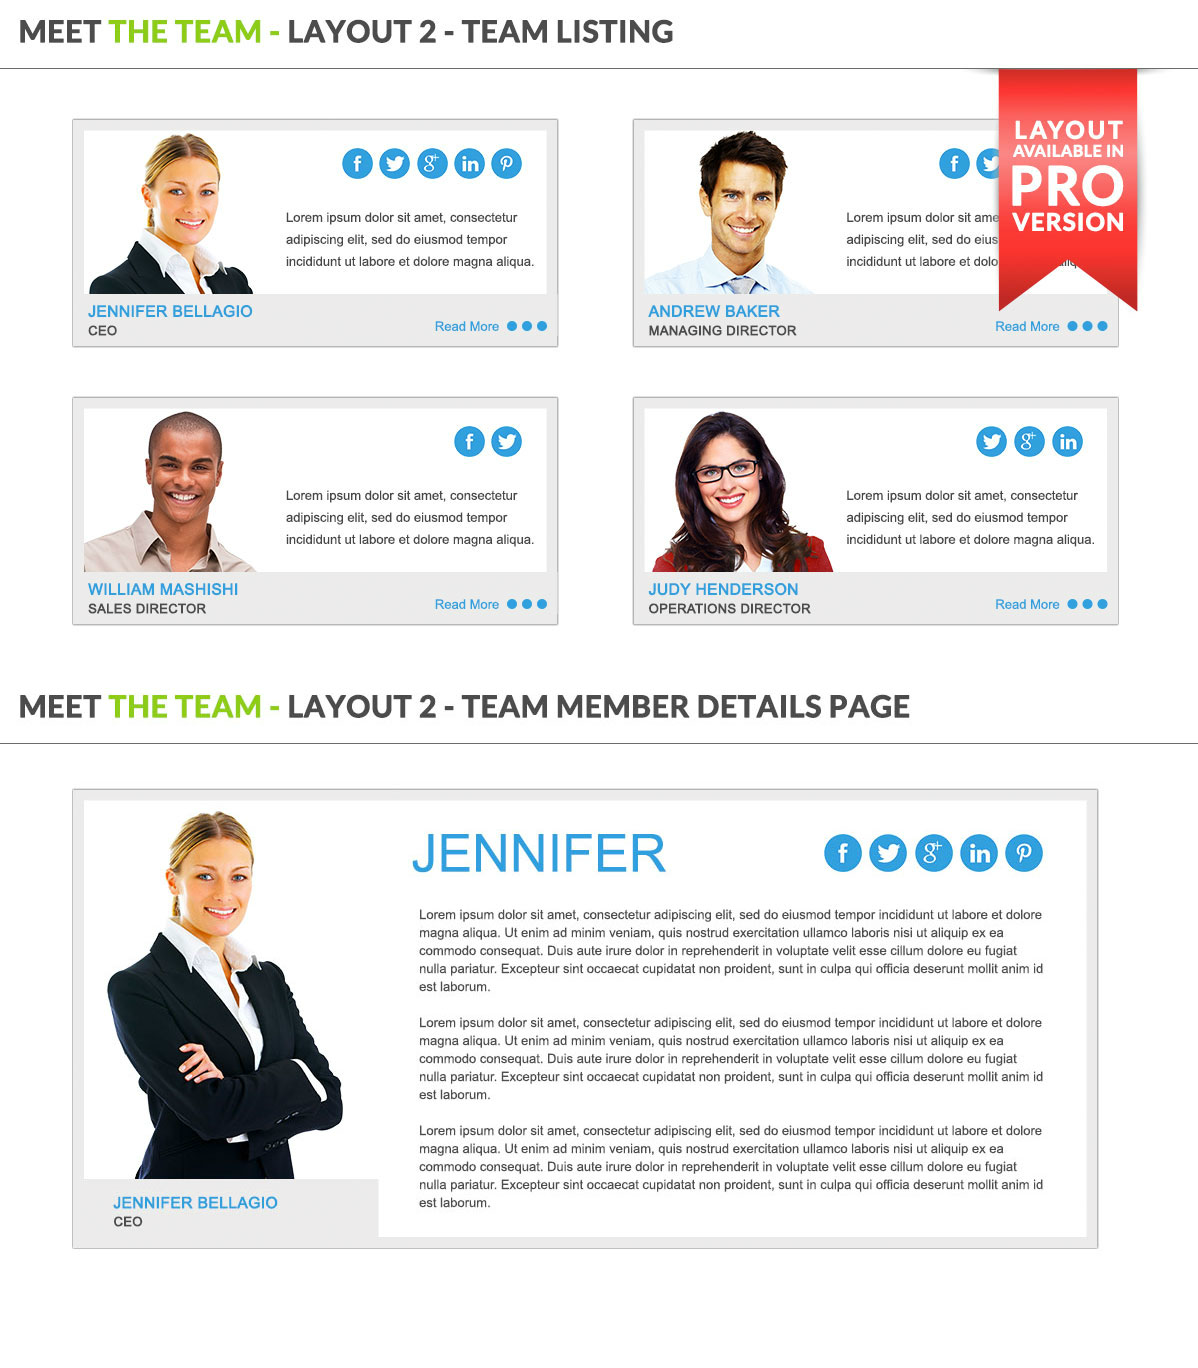 MEET THE TEAM - LAYOUT 2 - TEAM LISTING
LAYOUT
AVAILABLE IN
PRO
VERSION
Lorem ipsum dolor sit amet, consectetur
adipiscing elit, sed do eiusmod tempor
incididunt ut labore et dolore magna aliqua.
JENNIFER BELLAGIO
CEO
Read More
Lorem ipsum dolor sit amet,
adipiscing elit, sed do eius
incididunt ut labore et dolo
ANDREW BAKER
MANAGING DIRECTOR
Read More
Lorem ipsum dolor sit amet, consectetur
adipiscing elit, sed do eiusmod tempor
incididunt ut labore et dolore magna aliqua.
WILLIAM MASHISHI
SALES DIRECTOR
Read More
Lorem ipsum dolor sit amet, consectetur
adipiscing elit, sed do eiusmod tempor
incididunt ut labore et dolore magna aliqua.
JUDY HENDERSON
OPERATIONS DIRECTOR
Read More
MEET THE TEAM - LAYOUT 2 - TEAM MEMBER DETAILS PAGE
JENNIFER
Lorem ipsum dolor sit amet, consectetur adipiscing elit, sed do eiusmod tempor incididunt ut labore et dolore
magna aliqua. Ut enim ad minim veniam, quis nostrud exercitation ullamco laboris nisi ut aliquip ex ea
commodo consequat. Duis aute irure dolor in reprehenderit in voluptate velit esse cillum dolore eu fugiat
nulla pariatur. Excepteur sint occaecat cupidatat non proident, sunt in culpa qui officia deserunt mollit anim id
est laborum.
Lorem ipsum dolor sit amet, consectetur adipiscing elit, sed do eiusmod tempor incididunt ut labore et dolore
magna aliqua. Ut enim ad minim veniam, quis nostrud exercitation ullamco laboris nisi ut aliquip ex ea
commodo consequat. Duis aute irure dolor in reprehenderit in voluptate velit esse cillum dolore eu fugiat
nulla pariatur. Excepteur sint occaecat cupidatat non proident, sunt in culpa qui officia deserunt mollit anim id
est laborum.
Lorem ipsum dolor sit amet, consectetur adipiscing elit, sed do eiusmod tempor incididunt ut labore et dolore
magna aliqua. Ut enim ad minim veniam, quis nostrud exercitation ullamco laboris nisi ut aliquip ex ea
commodo consequat. Duis aute irure dolor in reprehenderit in voluptate velit esse cillum dolore eu fugiat
nulla pariatur. Excepteur sint occaecat cupidatat non proident, sunt in culpa qui officia deserunt mollit anim id
est laborum.
JENNIFER BELLAGIO
CEO